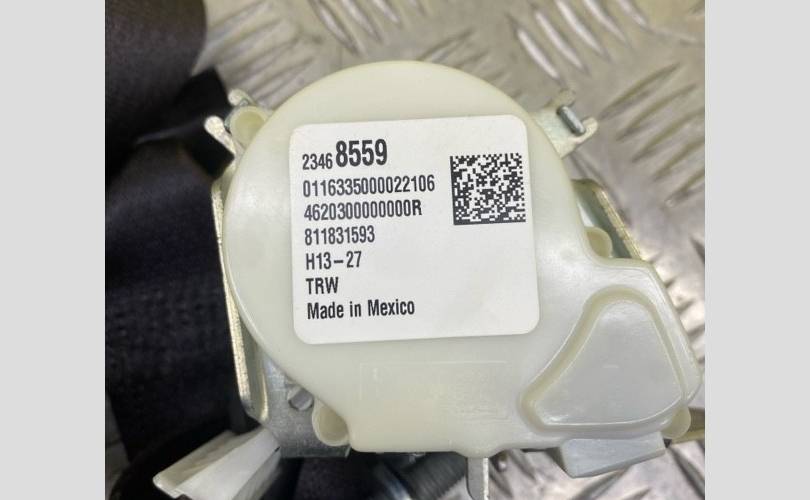 2346 8559
0116335000022106
4620300000000R
811831593
H13-27
TRW
Made in Mexico